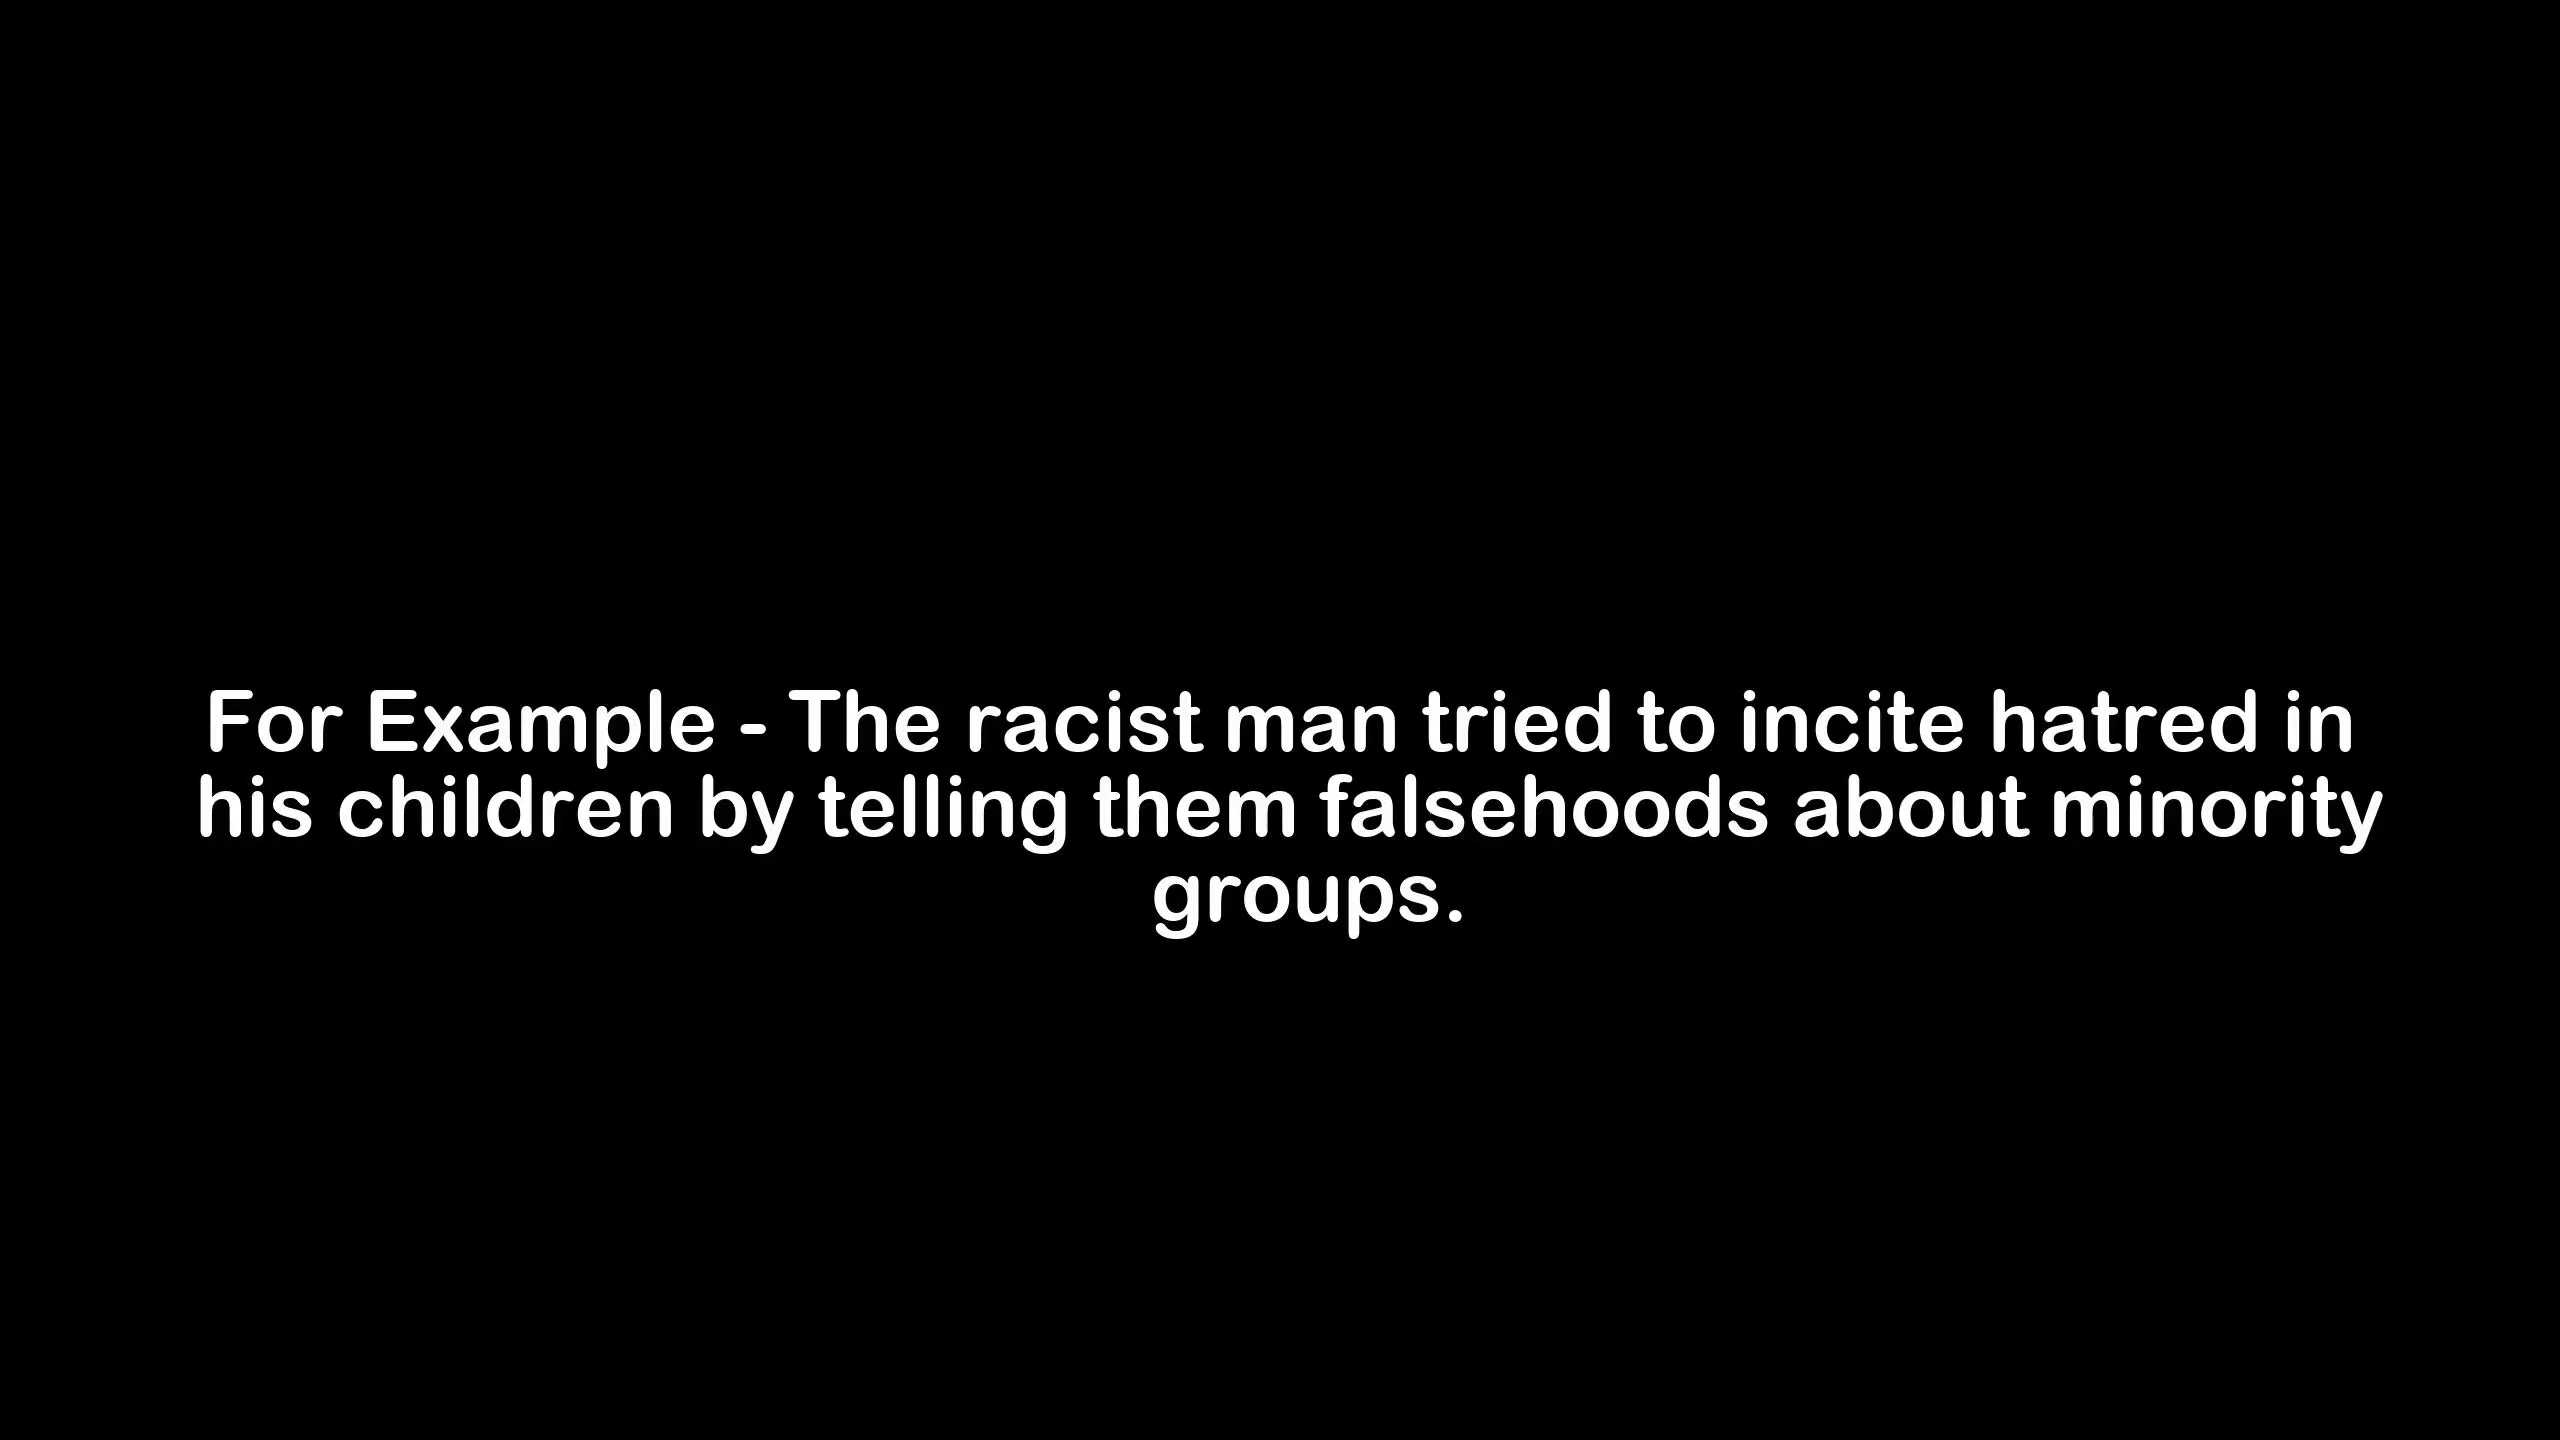 For Example - The racist man tried to incite hatred in
his children by telling them falsehoods about minority
groups.